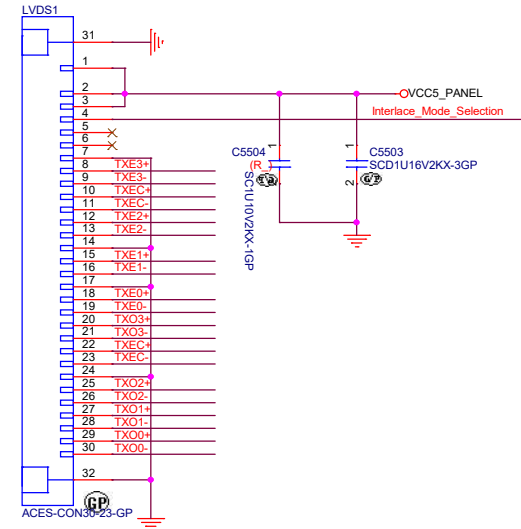 LVDS1
31
1
2
3
4
5
6
7
8 TXE3+
9 TXE3-
10 TXEC+
11 TXEC-
12 TXE2+
13 TXE2-
14
15 TXE1+
16 TXE1-
17
18 TXE0+
19 TXE0-
20 TXO3+
21 TXO3-
22 TXEC+
23 TXEC-
24
25 TXO2+
26 TXO2-
27 TXO1+
28 TXO1-
29 TXO0+
30 TXO0-
32
GP
ACES-CON30-23-GP
VCC5_PANEL
Interlace_Mode_Selection
C5504
1
(R_)
SC1U10V2KX-1GP
C5503
1
SCD1U16V2KX-3GP
2